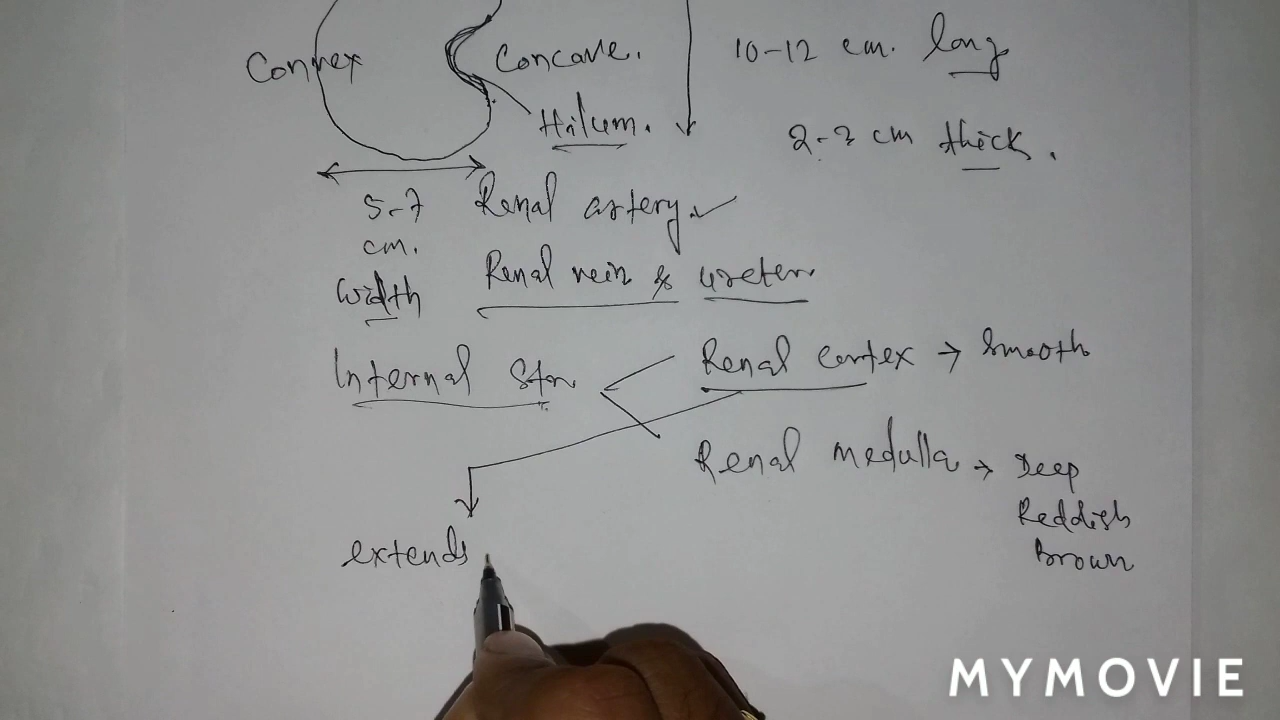 Convex
Concave.
Hilum.
10-12 cm. long
2-3 cm thick.
5-7
cm.
width
Renal artery.
Renal vein & ureter.
Internal Str.
Renal cortex → Smooth
Renal medulla → Deep
Reddish
Brown
extends
MYMOVIE